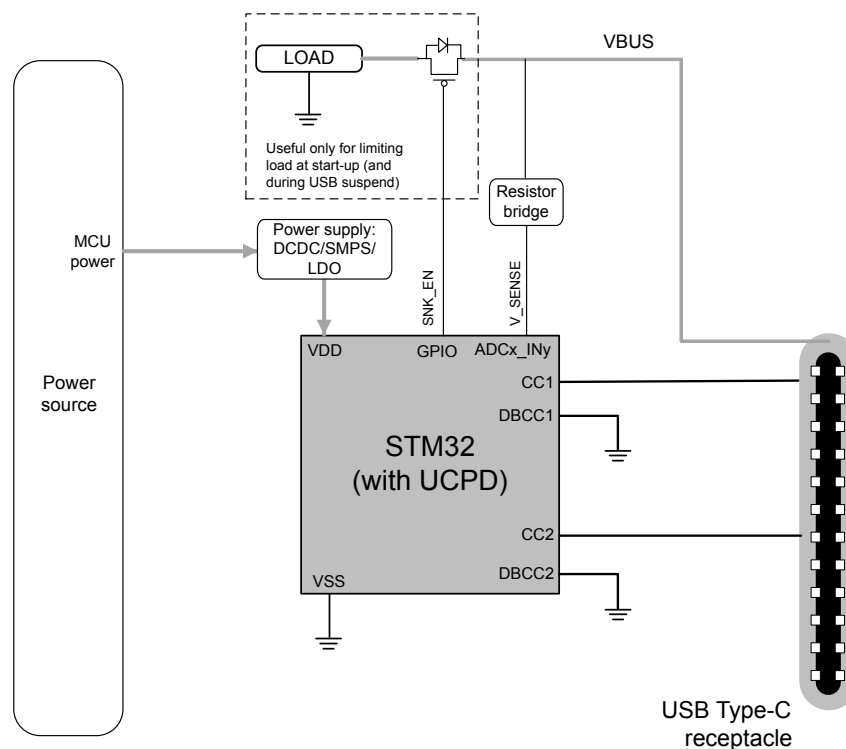 LOAD
VBUS
Useful only for limiting
load at start-up (and
during USB suspend)
Resistor
bridge
MCU
power
Power supply:
DCDC/SMPS/
LDO
SNK_EN
V_SENSE
VDD
GPIO
ADCx_INy
CC1
Power
source
DBCC1
STM32
(with UCPD)
CC2
DBCC2
VSS
USB Type-C
receptacle